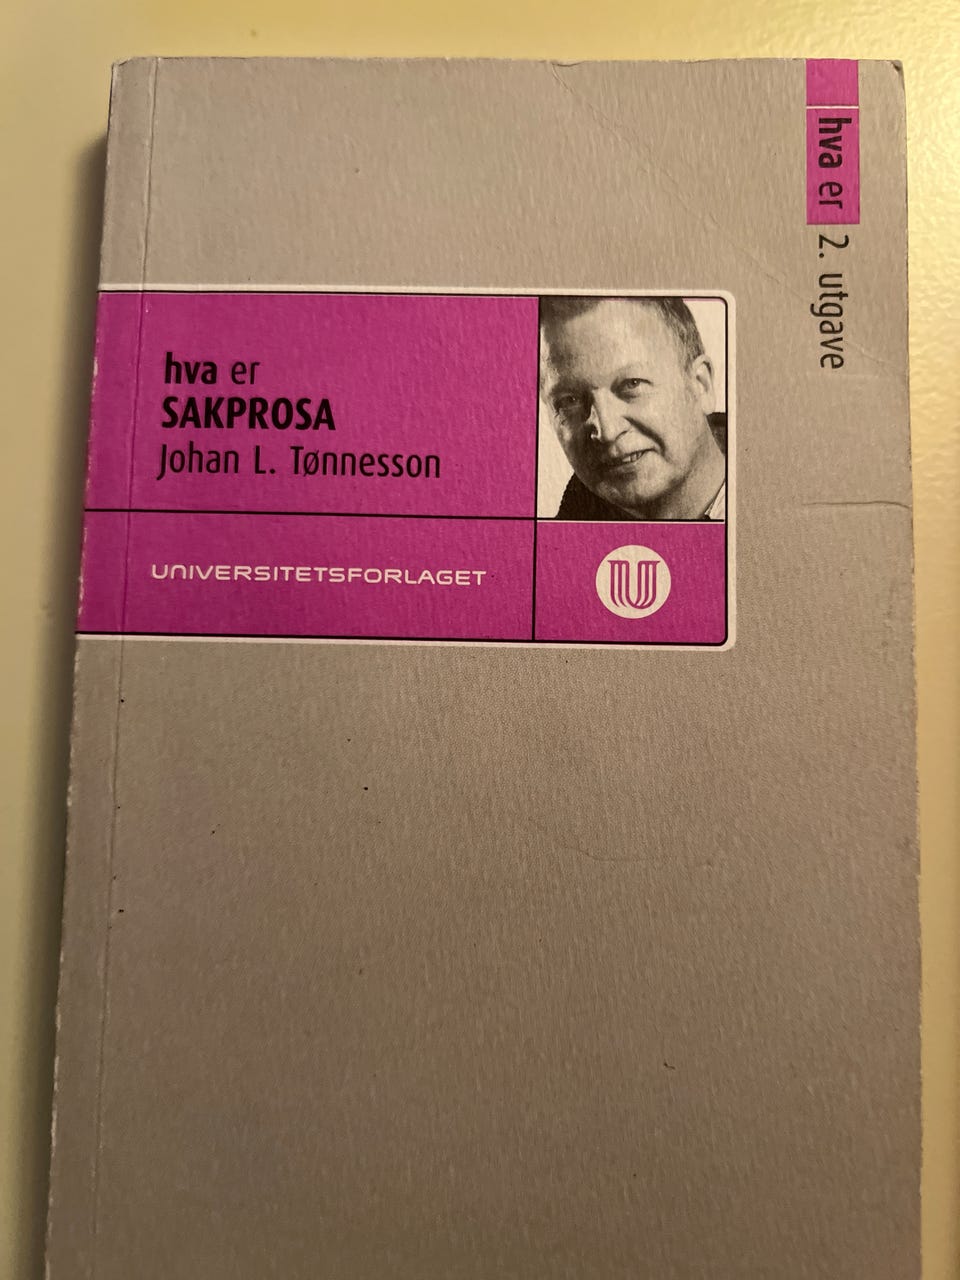 hva er 2. utgave
hva er
SAKPROSA
Johan L. Tønnesson
UNIVERSITETSFORLAGET
U